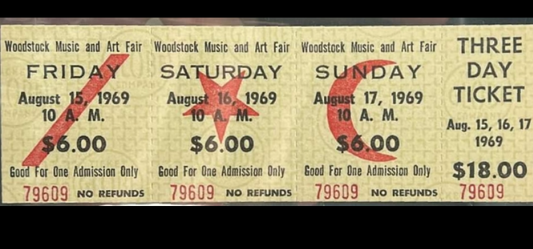 Woodstock Music and Art Fair
FRIDAY
August 15, 1969
10 A. M.
$6.00
Good For One Admission Only
79609 NO REFUNDS
Woodstock Music and Art Fair
SATURDAY
August 16, 1969
10 A. M.
$6.00
Good For One Admission Only
79609 NO REFUNDS
Woodstock Music and Art Fair
SUNDAY
August 17, 1969
10 A. M.
$6.00
Good For One Admission Only
79609 NO REFUNDS
THREE
DAY
TICKET
Aug. 15, 16, 17
1969
$18.00
79609